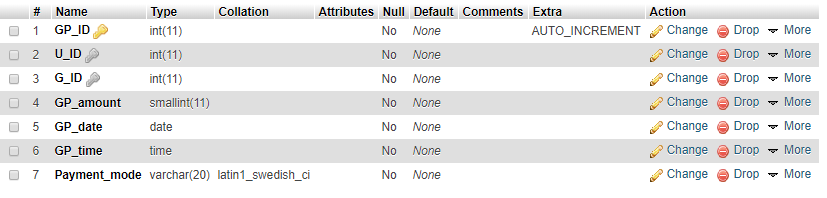 # Name Type Collation Attributes Null Default Comments Extra Action
1 GP_ID int(11) No None AUTO_INCREMENT Change Drop More
2 U_ID int(11) No None Change Drop More
3 G_ID int(11) No None Change Drop More
4 GP_amount smallint(11) No None Change Drop More
5 GP_date date No None Change Drop More
6 GP_time time No None Change Drop More
7 Payment_mode varchar(20) latin1_swedish_ci No None Change Drop More